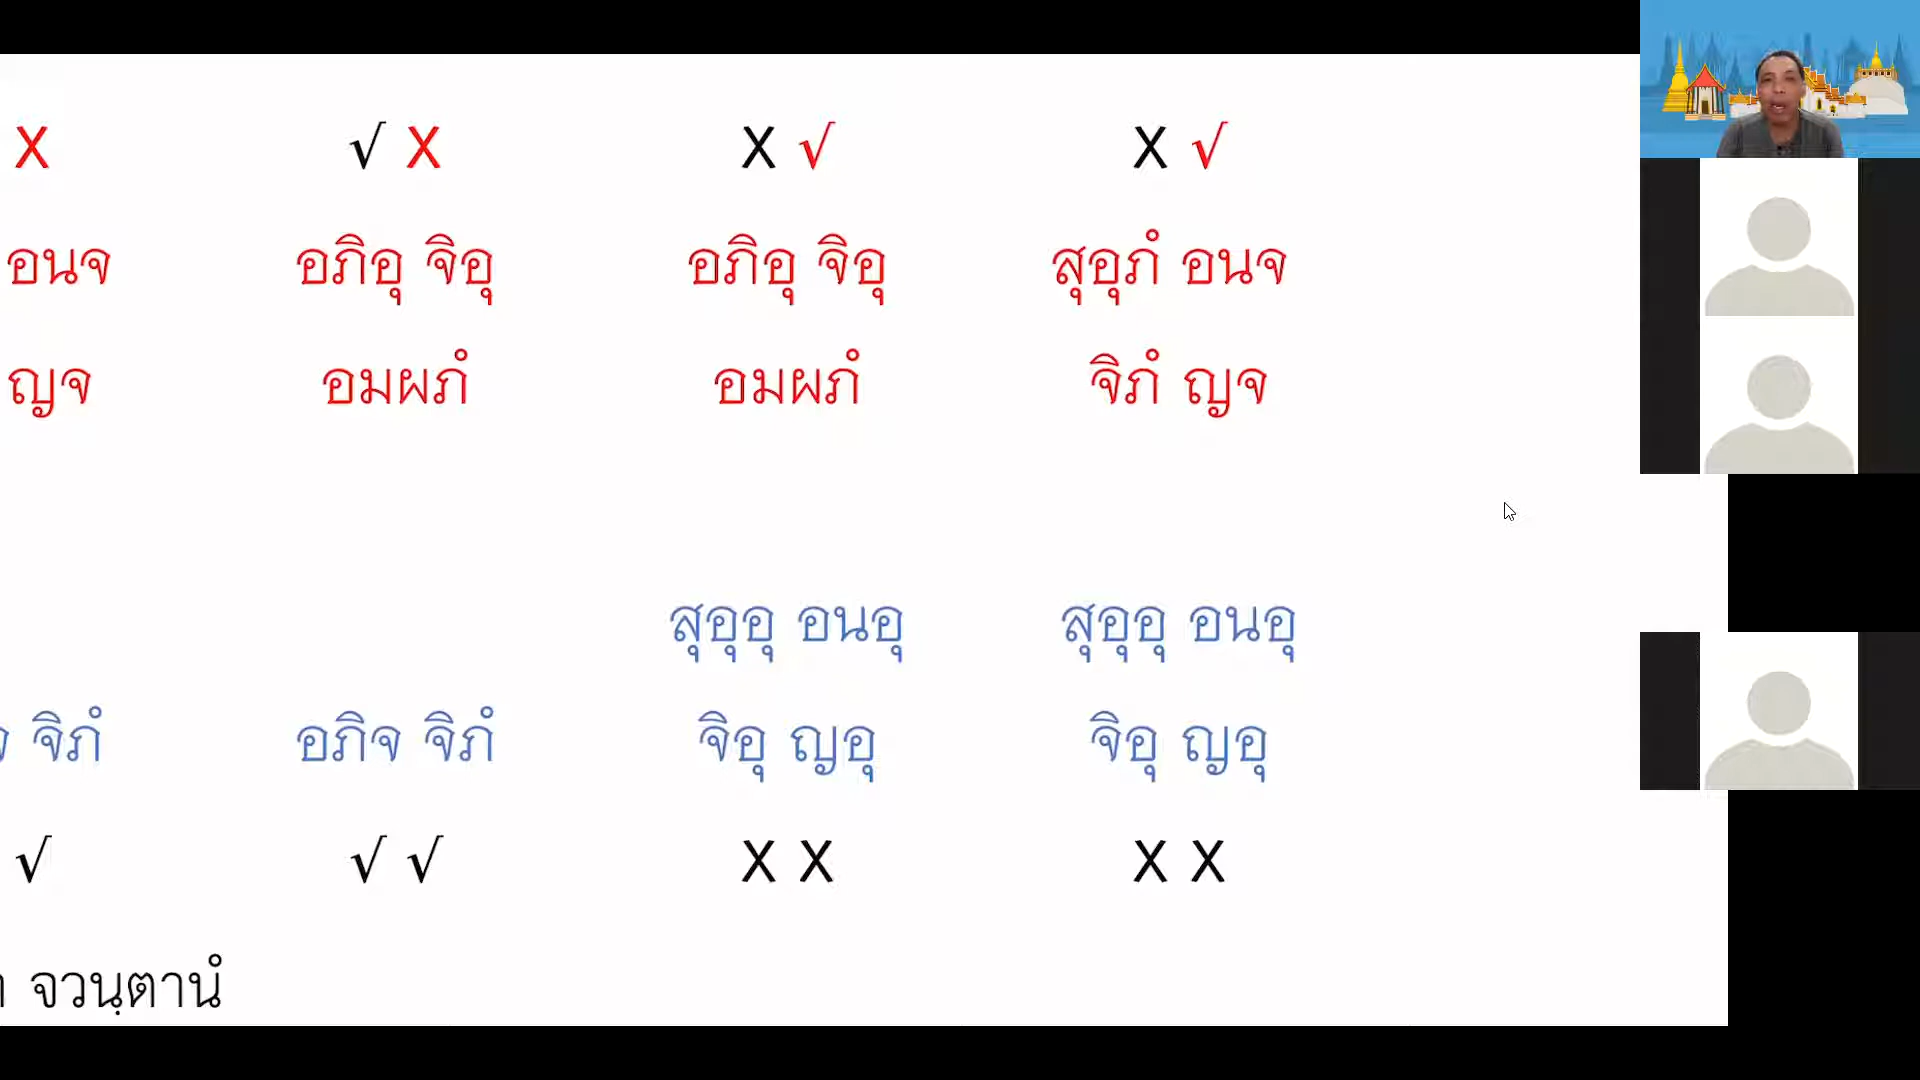 X √ X X √ X √
อนจ อภิอุ จิอุ อภิอุ จิอุ สุอุภํ อนจ
ญจ อมผภํ อมผภํ จิภํ ญจ
สุอุอุ อนอุ สุอุอุ อนอุ
จิภํ อภิจ จิภํ จิอุ ญอุ จิอุ ญอุ
√ √ √ X X X X
จวนฺตานํ